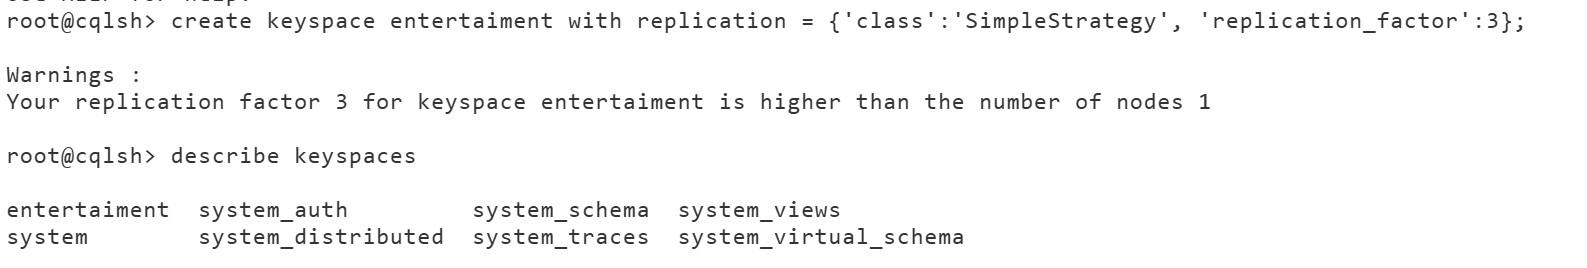 root@cqlsh> create keyspace entertaiment with replication = {'class':'SimpleStrategy', 'replication_factor':3};
Warnings :
Your replication factor 3 for keyspace entertaiment is higher than the number of nodes 1
root@cqlsh> describe keyspaces
entertaiment  system_auth         system_schema  system_views
system        system_distributed  system_traces  system_virtual_schema